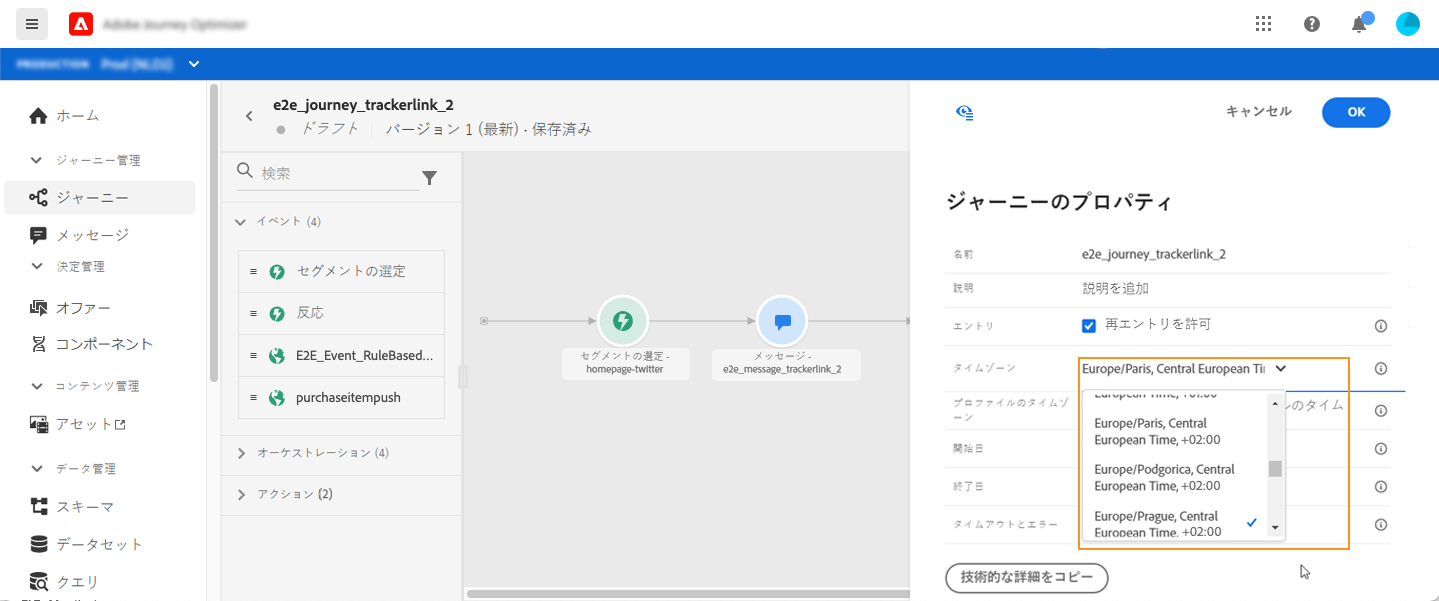 Adobe Journey Optimizer
PRODUCTION Prod (NLD2)
ホーム
ジャーニー管理
ジャーニー
メッセージ
決定管理
オファー
コンポーネント
コンテンツ管理
アセット
データ管理
スキーマ
データセット
クエリ
e2e_journey_trackerlink_2
ドラフト バージョン 1 (最新) · 保存済み
検索
イベント (4)
セグメントの選定
反応
E2E_Event_RuleBased...
purchaseitempush
オーケストレーション (4)
アクション (2)
セグメントの選定 -
homepage-twitter
メッセージ -
e2e_message_trackerlink_2
キャンセル OK
ジャーニーのプロパティ
名前 e2e_journey_trackerlink_2
説明 説明を追加
エントリ 再エントリを許可
タイムゾーン Europe/Paris, Central European Ti
プロファイルのタイムゾ
ーン
ルのタイム
開始日
終了日
タイムアウトとエラー
European Time, +01:00
Europe/Paris, Central
European Time, +02:00
Europe/Podgorica, Central
European Time, +02:00
Europe/Prague, Central
European Time, +02:00
技術的な詳細をコピー